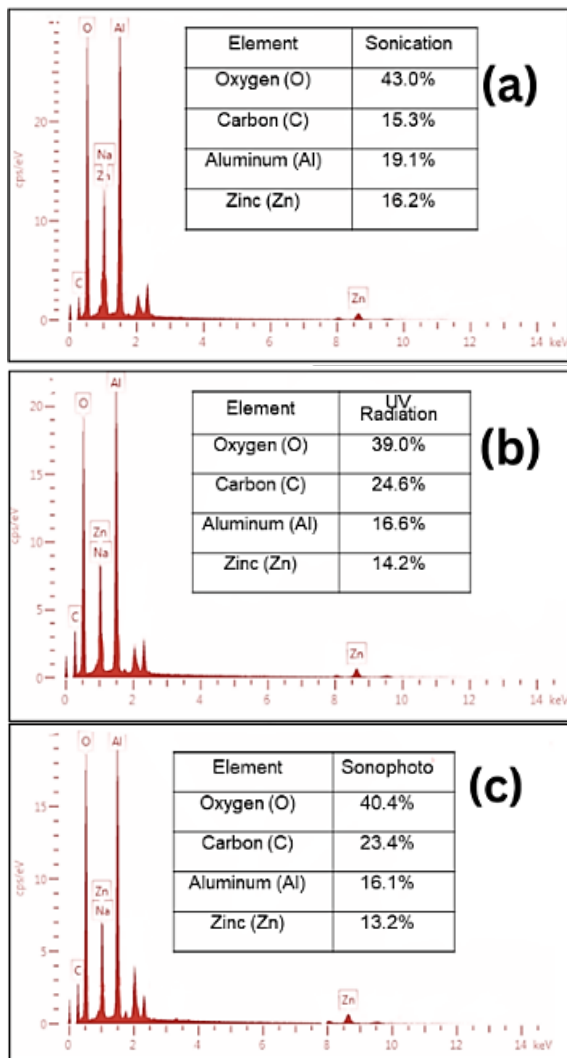 O Al
Element Sonication
Oxygen (O) 43.0%
Carbon (C) 15.3%
Aluminum (Al) 19.1%
Zinc (Zn) 16.2%
(a)
20
Na
Zn
cps/eV
10
C
Zn
0
0 2 4 6 8 10 12 14 keV
Al
O
20
Element UV Radiation
Oxygen (O) 39.0%
Carbon (C) 24.6%
Aluminum (Al) 16.6%
Zinc (Zn) 14.2%
(b)
15
cps/eV
10
Zn
Na
5
C
Zn
0
0 2 4 6 8 10 12 14 keV
O Al
Element Sonophoto
Oxygen (O) 40.4%
Carbon (C) 23.4%
Aluminum (Al) 16.1%
Zinc (Zn) 13.2%
(c)
15
cps/eV
10
Zn
Na
5
C
Zn
0
0 2 4 6 8 10 12 14 keV